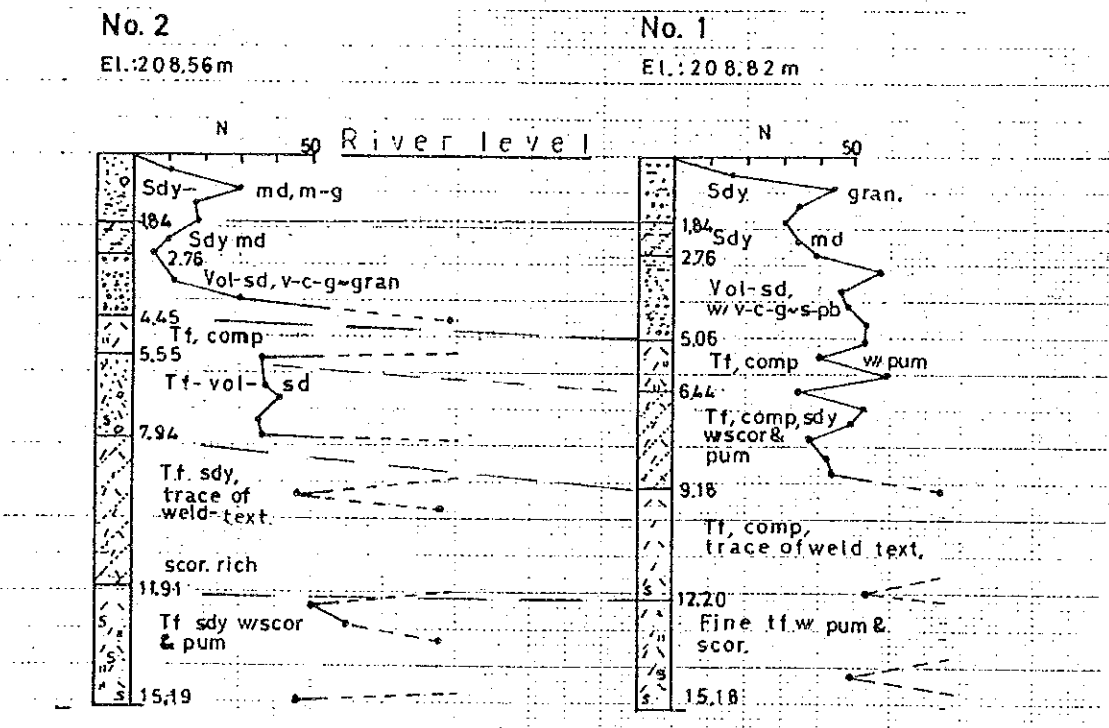 No. 2
El.:208.56m
N
50
River level
Sdy- md, m-g
1.84
Sdy md
2.76
Vol-sd, v-c-g~gran
4.45
Tf, comp
5.55
Tf-vol-sd
7.94
Tf. sdy,
trace of
weld-text.
scor. rich
11.91
Tf sdy w/scor
& pum
15.19
No. 1
El.:208.82m
N
50
Sdy. gran.
1.84
Sdy md
2.76
Vol-sd,
w/ v-c-g~s-pb
5.06
Tf, comp w/pum
6.44
Tf, comp, sdy
w/scor &
pum
9.18
Tf, comp,
trace of weld text.
12.20
Fine tf w/ pum &
scor.
15.18